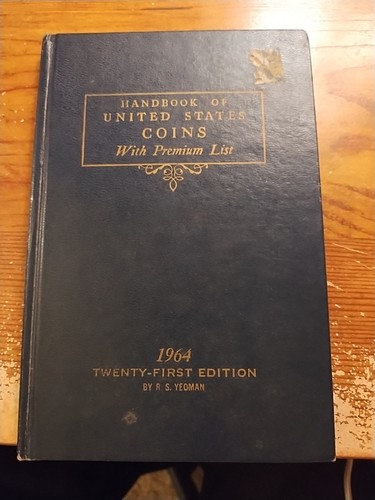 HANDBOOK OF
UNITED STATES
COINS
With Premium List
1964
TWENTY-FIRST EDITION
BY R. S. YEOMAN